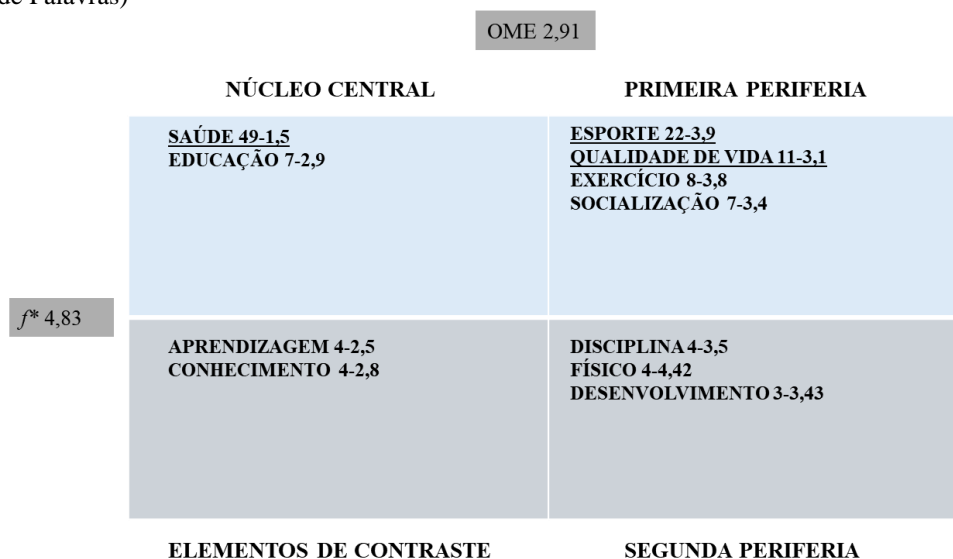 de Palavras)
OME 2,91
NÚCLEO CENTRAL
PRIMEIRA PERIFERIA
SAÚDE 49-1,5
EDUCAÇÃO 7-2,9
ESPORTE 22-3,9
QUALIDADE DE VIDA 11-3,1
EXERCÍCIO 8-3,8
SOCIALIZAÇÃO 7-3,4
f* 4,83
APRENDIZAGEM 4-2,5
CONHECIMENTO 4-2,8
DISCIPLINA 4-3,5
FÍSICO 4-4,42
DESENVOLVIMENTO 3-3,43
ELEMENTOS DE CONTRASTE
SEGUNDA PERIFERIA